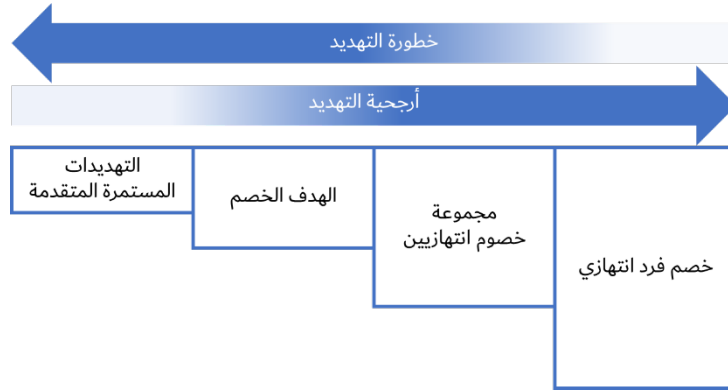 خطورة التهديد
أرجحية التهديد
خصم فرد انتهازي
مجموعة
خصوم انتهازيين
الهدف الخصم
التهديدات
المستمرة المتقدمة